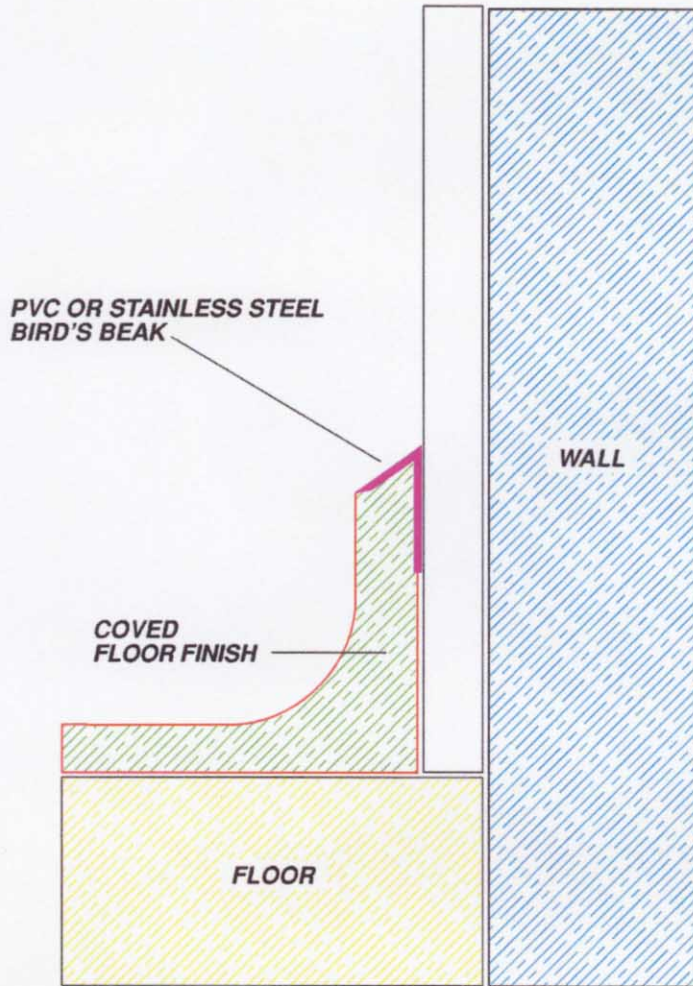 PVC OR STAINLESS STEEL
BIRD'S BEAK
WALL
COVED
FLOOR FINISH
FLOOR